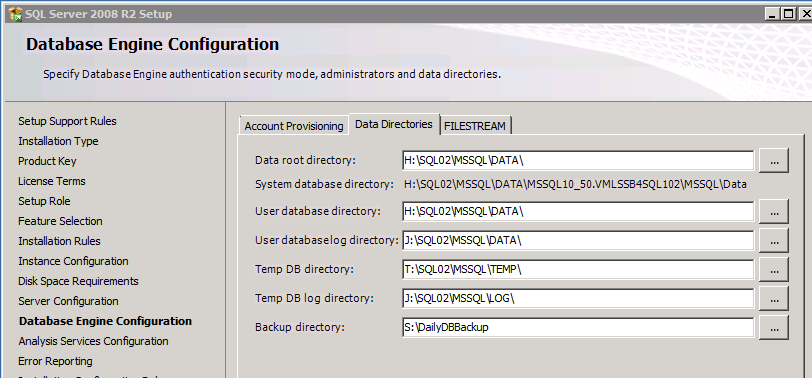 SQL Server 2008 R2 Setup
Database Engine Configuration
Specify Database Engine authentication security mode, administrators and data directories.
Setup Support Rules
Installation Type
Product Key
License Terms
Setup Role
Feature Selection
Installation Rules
Instance Configuration
Disk Space Requirements
Server Configuration
Database Engine Configuration
Analysis Services Configuration
Error Reporting
Account Provisioning Data Directories FILESTREAM
Data root directory: H:\SQL02\MSSQL\DATA\ ...
System database directory: H:\SQL02\MSSQL\DATA\MSSQL10_50.VMLSSB4SQL102\MSSQL\Data
User database directory: H:\SQL02\MSSQL\DATA\ ...
User databaselog directory: J:\SQL02\MSSQL\DATA\ ...
Temp DB directory: T:\SQL02\MSSQL\TEMP\ ...
Temp DB log directory: J:\SQL02\MSSQL\LOG\ ...
Backup directory: S:\DailyDBBackup ...